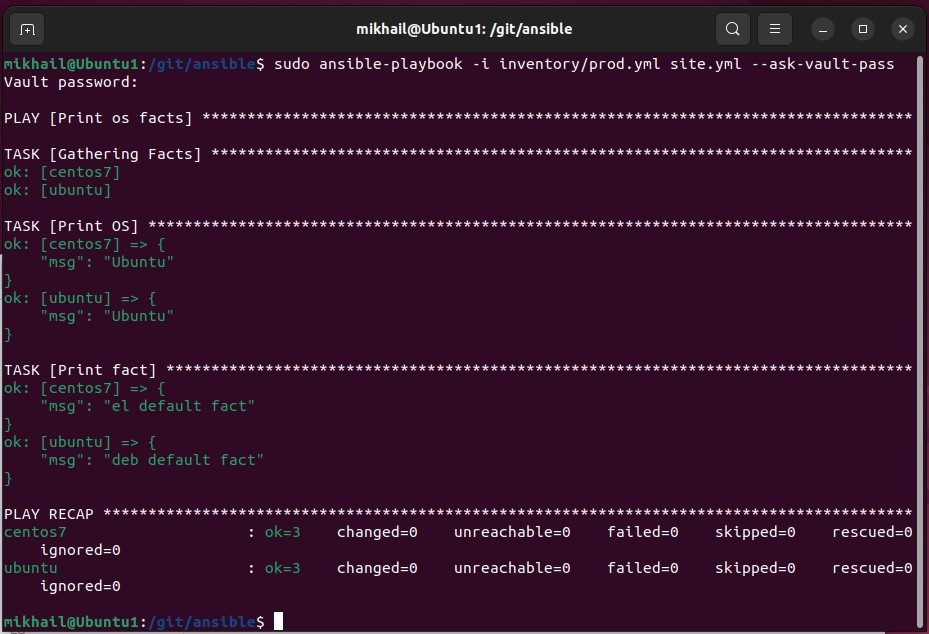 mikhail@Ubuntu1: /git/ansible
mikhail@Ubuntu1:/git/ansible$ sudo ansible-playbook -i inventory/prod.yml site.yml --ask-vault-pass
Vault password:
PLAY [Print os facts] *******************************************************************************
TASK [Gathering Facts] ******************************************************************************
ok: [centos7]
ok: [ubuntu]
TASK [Print OS] *************************************************************************************
ok: [centos7] => {
    "msg": "Ubuntu"
}
ok: [ubuntu] => {
    "msg": "Ubuntu"
}
TASK [Print fact] ***********************************************************************************
ok: [centos7] => {
    "msg": "el default fact"
}
ok: [ubuntu] => {
    "msg": "deb default fact"
}
PLAY RECAP ******************************************************************************************
centos7                    : ok=3    changed=0    unreachable=0    failed=0    skipped=0    rescued=0
    ignored=0
ubuntu                     : ok=3    changed=0    unreachable=0    failed=0    skipped=0    rescued=0
    ignored=0
mikhail@Ubuntu1:/git/ansible$